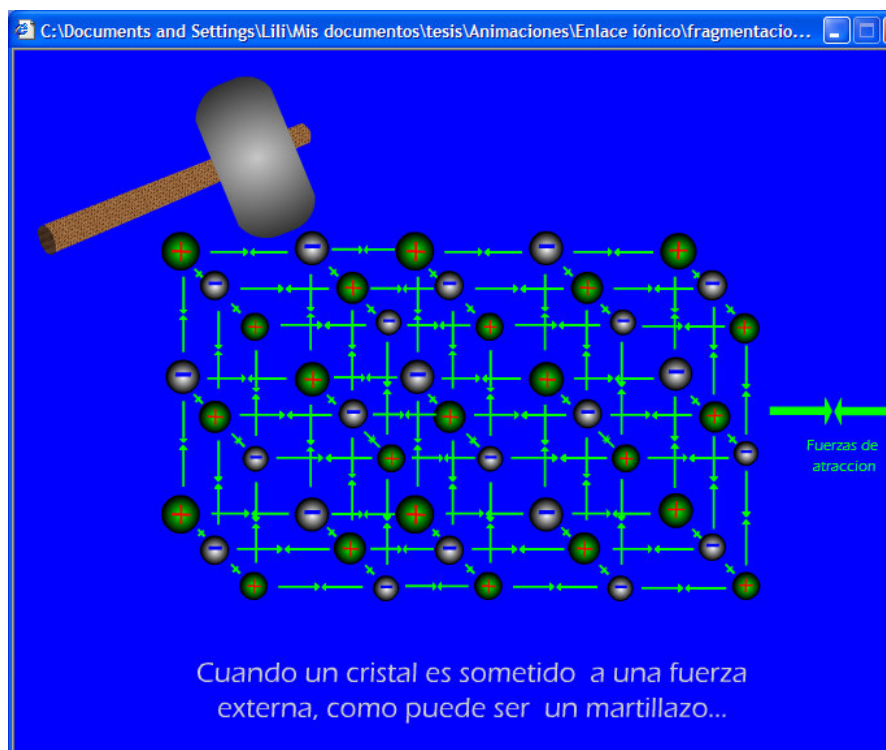 C:\Documents and Settings\Lili\Mis documentos\tesis\Animaciones\Enlace iónico\fragmentacio...
Fuerzas de
atraccion
Cuando un cristal es sometido a una fuerza
externa, como puede ser un martillazo...